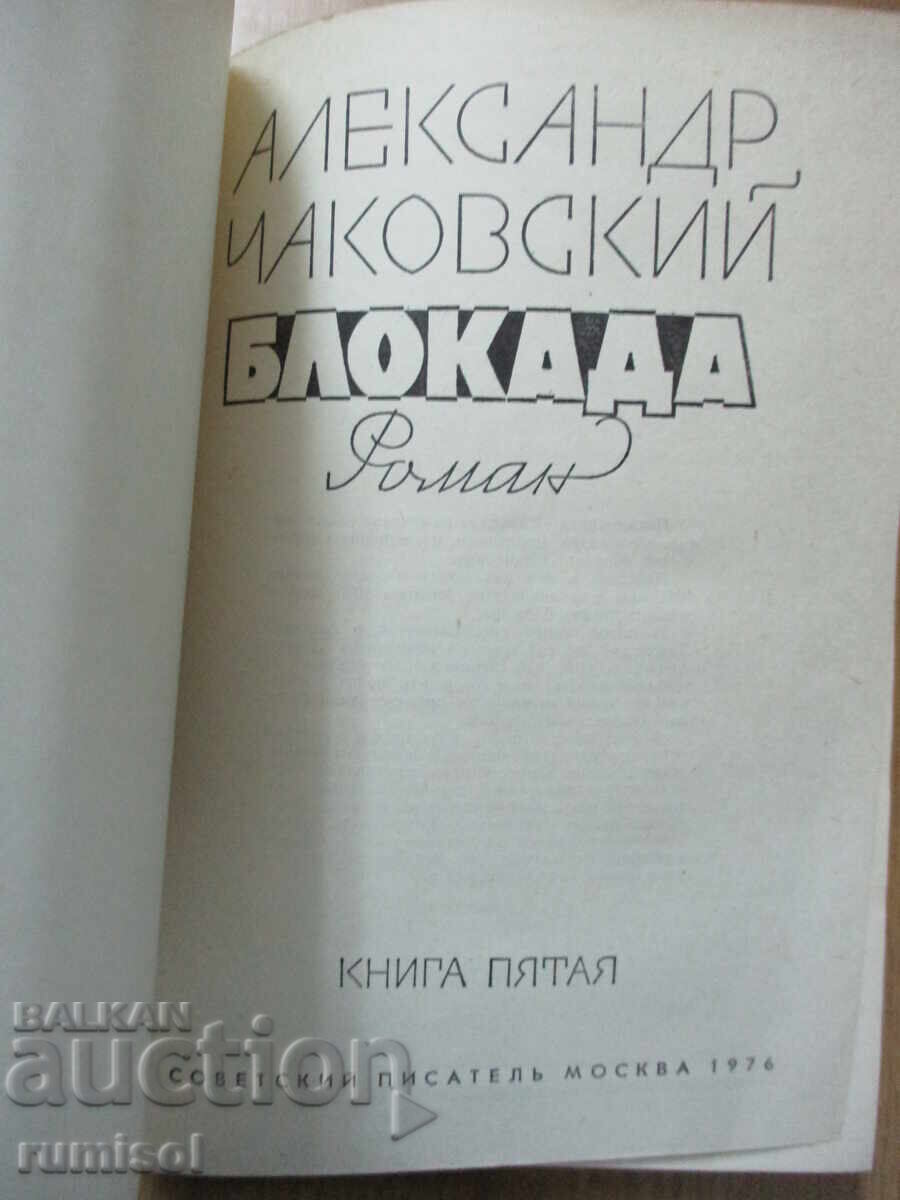 АЛЕКСАНДР
ЧАКОВСКИЙ
БЛОКАДА
Роман
КНИГА ПЯТАЯ
СОВЕТСКИЙ ПИСАТЕЛЬ МОСКВА 1976
BALKAN
auction
rumisol